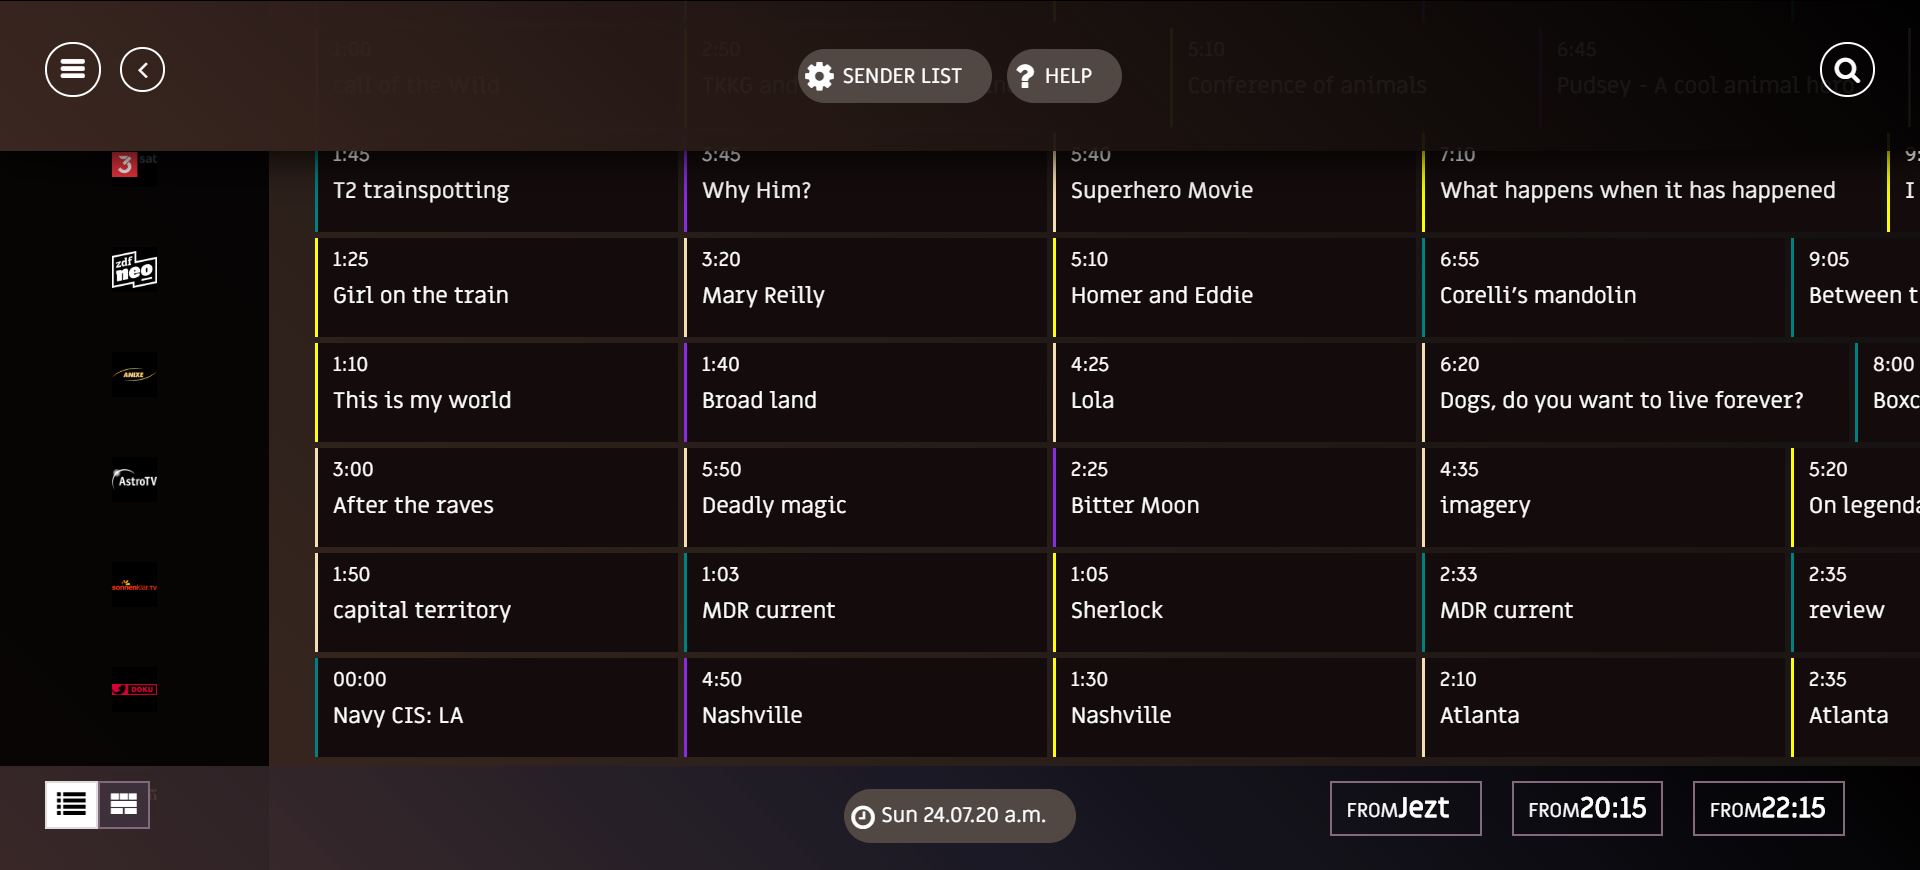 1:00
2:50
5:10
6:45
call of the Wild
TKKG and
Conference of animals
Pudsey - A cool animal hero
SENDER LIST
? HELP
3 sat
1:45
3:45
5:40
7:10
T2 trainspotting
Why Him?
Superhero Movie
What happens when it has happened
I
zdf
neo
1:25
3:20
5:10
6:55
9:05
Girl on the train
Mary Reilly
Homer and Eddie
Corelli's mandolin
Between t
ANIXE
1:10
1:40
4:25
6:20
8:00
This is my world
Broad land
Lola
Dogs, do you want to live forever?
Boxc
AstroTV
3:00
5:50
2:25
4:35
5:20
After the raves
Deadly magic
Bitter Moon
imagery
On legenda
sonnenklar.TV
1:50
1:03
1:05
2:33
2:35
capital territory
MDR current
Sherlock
MDR current
review
DOKU
00:00
4:50
1:30
2:10
2:35
Navy CIS: LA
Nashville
Nashville
Atlanta
Atlanta
Sun 24.07.20 a.m.
FROMJezt
FROM20:15
FROM22:15